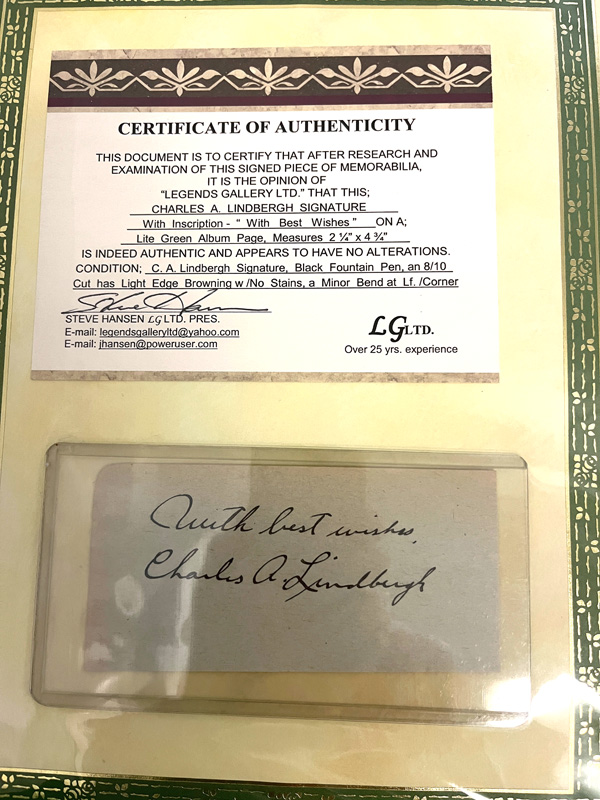 CERTIFICATE OF AUTHENTICITY
THIS DOCUMENT IS TO CERTIFY THAT AFTER RESEARCH AND
EXAMINATION OF THIS SIGNED PIECE OF MEMORABILIA,
IT IS THE OPINION OF
"LEGENDS GALLERY LTD." THAT THIS;
CHARLES A. LINDBERGH SIGNATURE
With Inscription - " With Best Wishes " ON A;
Lite Green Album Page, Measures 2 ¼" x 4 ¾"
IS INDEED AUTHENTIC AND APPEARS TO HAVE NO ALTERATIONS.
CONDITION; C. A. Lindbergh Signature, Black Fountain Pen, an 8/10
Cut has Light Edge Browning w/No Stains, a Minor Bend at Lf. /Corner
Steve Hansen
STEVE HANSEN LG LTD. PRES.
E-mail: legendsgalleryltd@yahoo.com
E-mail: jhansen@poweruser.com
LG LTD.
Over 25 yrs. experience
With best wishes,
Charles A. Lindbergh